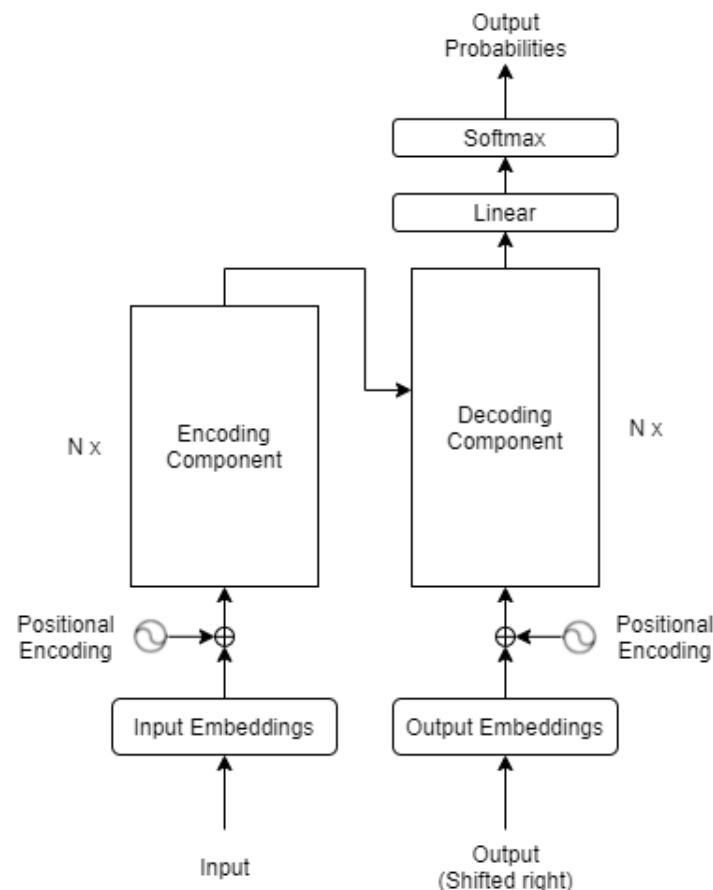 Output
Probabilities
Softmax
Linear
Encoding
Component
Decoding
Component
N x
N x
Positional
Encoding
Positional
Encoding
Input Embeddings
Output Embeddings
Input
Output
(Shifted right)